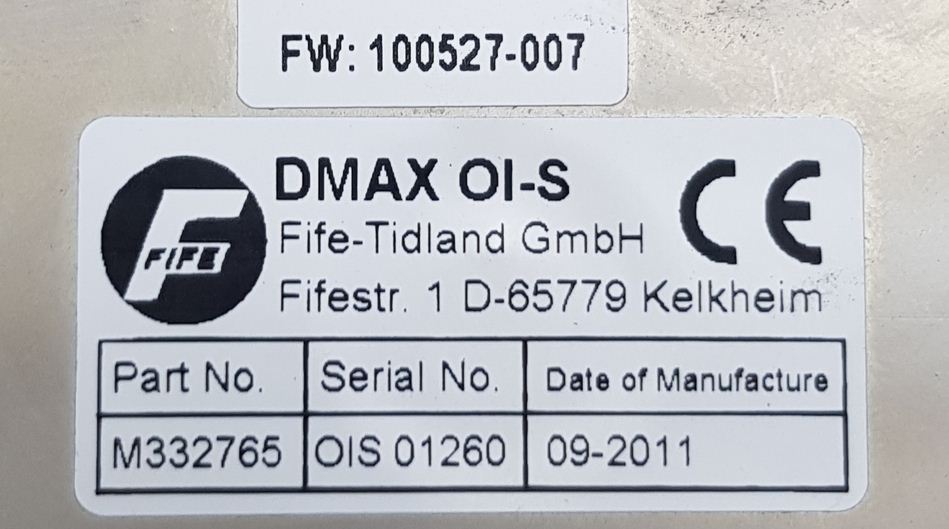 FW: 100527-007
DMAX OI-S
CE
Fife-Tidland GmbH
FIFE
Fifestr. 1 D-65779 Kelkheim
Part No. Serial No. Date of Manufacture
M332765 OIS 01260 09-2011